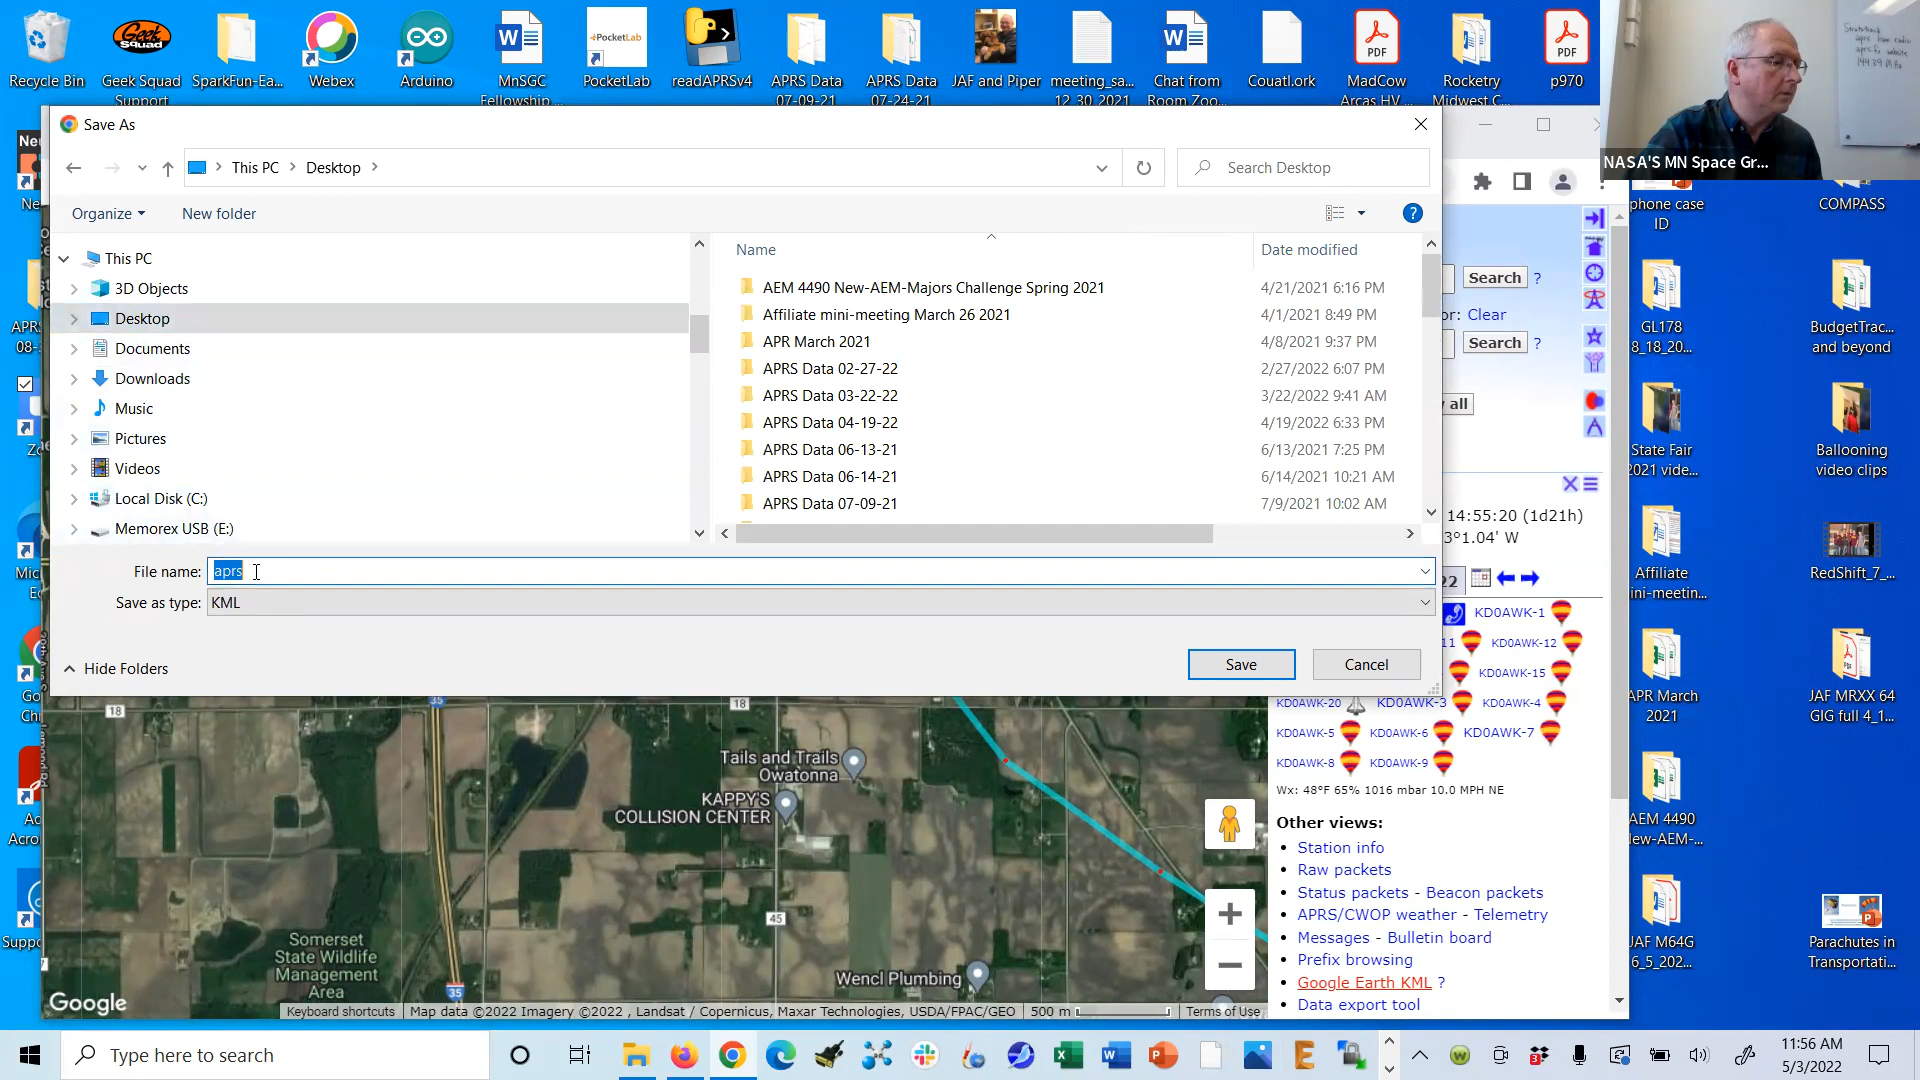 Recycle Bin
Geek Squad Support
SparkFun-Ea...
Webex
Arduino
MnSGC Fellowship
PocketLab
readAPRSv4
APRS Data 07-09-21
APRS Data 07-24-21
JAF and Piper
meeting_sa... 12_30_2021
Chat from Room Zoo...
Couatl.ork
MadCow Arcas HV
Rocketry Midwest C...
p970
NASA'S MN Space Gr...
144.39 MHz
Save As
This PC
Desktop
Search Desktop
Organize
New folder
This PC
3D Objects
Desktop
Documents
Downloads
Music
Pictures
Videos
Local Disk (C:)
Memorex USB (E:)
Name
Date modified
AEM 4490 New-AEM-Majors Challenge Spring 2021 4/21/2021 6:16 PM
Affiliate mini-meeting March 26 2021 4/1/2021 8:49 PM
APR March 2021 4/8/2021 9:37 PM
APRS Data 02-27-22 2/27/2022 6:07 PM
APRS Data 03-22-22 3/22/2022 9:41 AM
APRS Data 04-19-22 4/19/2022 6:33 PM
APRS Data 06-13-21 6/13/2021 7:25 PM
APRS Data 06-14-21 6/14/2021 10:21 AM
APRS Data 07-09-21 7/9/2021 10:02 AM
File name: aprs
Save as type: KML
Hide Folders
Save
Cancel
Search ?
or: Clear
Search ?
all
14:55:20 (1d21h)
3°1.04' W
22
KD0AWK-1
11 KD0AWK-12
KD0AWK-15
KD0AWK-20 KD0AWK-3 KD0AWK-4
KD0AWK-5 KD0AWK-6 KD0AWK-7
KD0AWK-8 KD0AWK-9
Wx: 48°F 65% 1016 mbar 10.0 MPH NE
Other views:
Station info
Raw packets
Status packets - Beacon packets
APRS/CWOP weather - Telemetry
Messages - Bulletin board
Prefix browsing
Google Earth KML ?
Data export tool
18
35
18
Tails and Trails
Owatonna
KAPPY'S
COLLISION CENTER
45
Somerset
State Wildlife
Management
Area
35
Wencl Plumbing
Google
Keyboard shortcuts
Map data ©2022 Imagery ©2022 , Landsat / Copernicus, Maxar Technologies, USDA/FPAC/GEO
500 m
Terms of Use
phone case
ID
COMPASS
GL178
8_18_20...
BudgetTrac...
and beyond
State Fair
2021 vide...
Ballooning
video clips
Affiliate
ini-meetin...
RedShift_7_...
APR March
2021
JAF MRXX 64
GIG full 4_1...
AEM 4490
New-AEM-...
JAF M64G
6_5_202...
Parachutes in
Transportati...
Type here to search
11:56 AM
5/3/2022